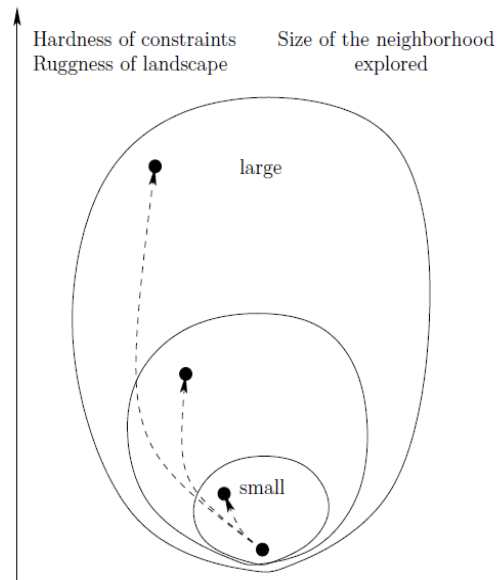 Hardness of constraints
Ruggness of landscape
Size of the neighborhood
explored
large
small